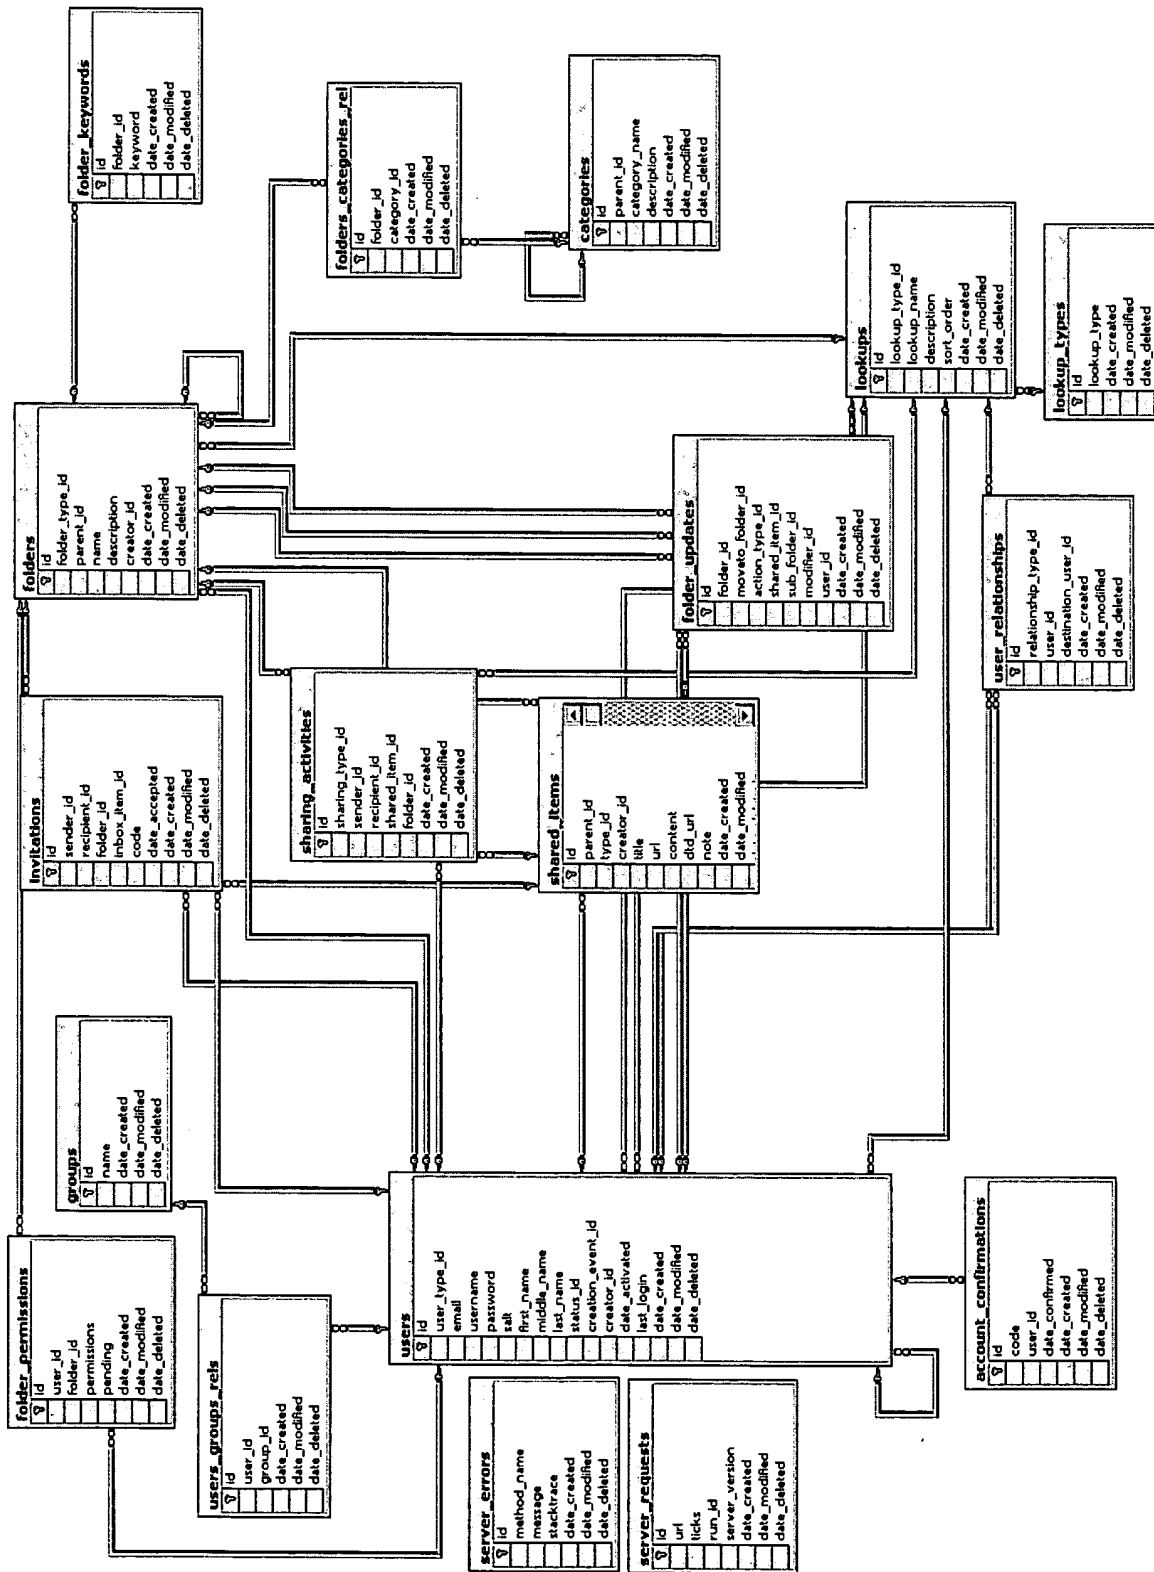 folder_permissions
id
user_id
folder_id
permissions
pending
date_created
date_modified
date_deleted
groups
id
name
date_created
date_modified
date_deleted
invitations
id
sender_id
recipient_id
folder_id
inbox_item_id
code
date_accepted
date_created
date_modified
date_deleted
folders
id
folder_type_id
parent_id
name
description
creator_id
date_created
date_modified
date_deleted
folder_keywords
id
folder_id
keyword
date_created
date_modified
date_deleted
users_groups_rels
id
user_id
group_id
date_created
date_modified
date_deleted
sharing_activities
id
sharing_type_id
sender_id
recipient_id
shared_item_id
folder_id
date_created
date_modified
date_deleted
folders_categories_rel
id
folder_id
category_id
date_created
date_modified
date_deleted
users
id
user_type_id
email
username
password
salt
first_name
middle_name
last_name
status_id
creation_event_id
creator_id
date_activated
last_login
date_created
date_modified
date_deleted
server_errors
id
method_name
message
stacktrace
date_created
date_modified
date_deleted
shared_items
id
parent_id
type_id
creator_id
title
url
content
dtd_url
note
date_created
date_modified
categories
id
parent_id
category_name
description
date_created
date_modified
date_deleted
server_requests
id
url
ticks
run_id
server_version
date_created
date_modified
date_deleted
folder_updates
id
folder_id
moveto_folder_id
action_type_id
shared_item_id
sub_folder_id
modifier_id
user_id
date_created
date_modified
date_deleted
lookups
id
lookup_type_id
lookup_name
description
sort_order
date_created
date_modified
date_deleted
account_confirmations
id
code
user_id
date_confirmed
date_created
date_modified
date_deleted
user_relationships
id
relationship_type_id
user_id
destination_user_id
date_created
date_modified
date_deleted
lookup_types
id
lookup_type
date_created
date_modified
date_deleted